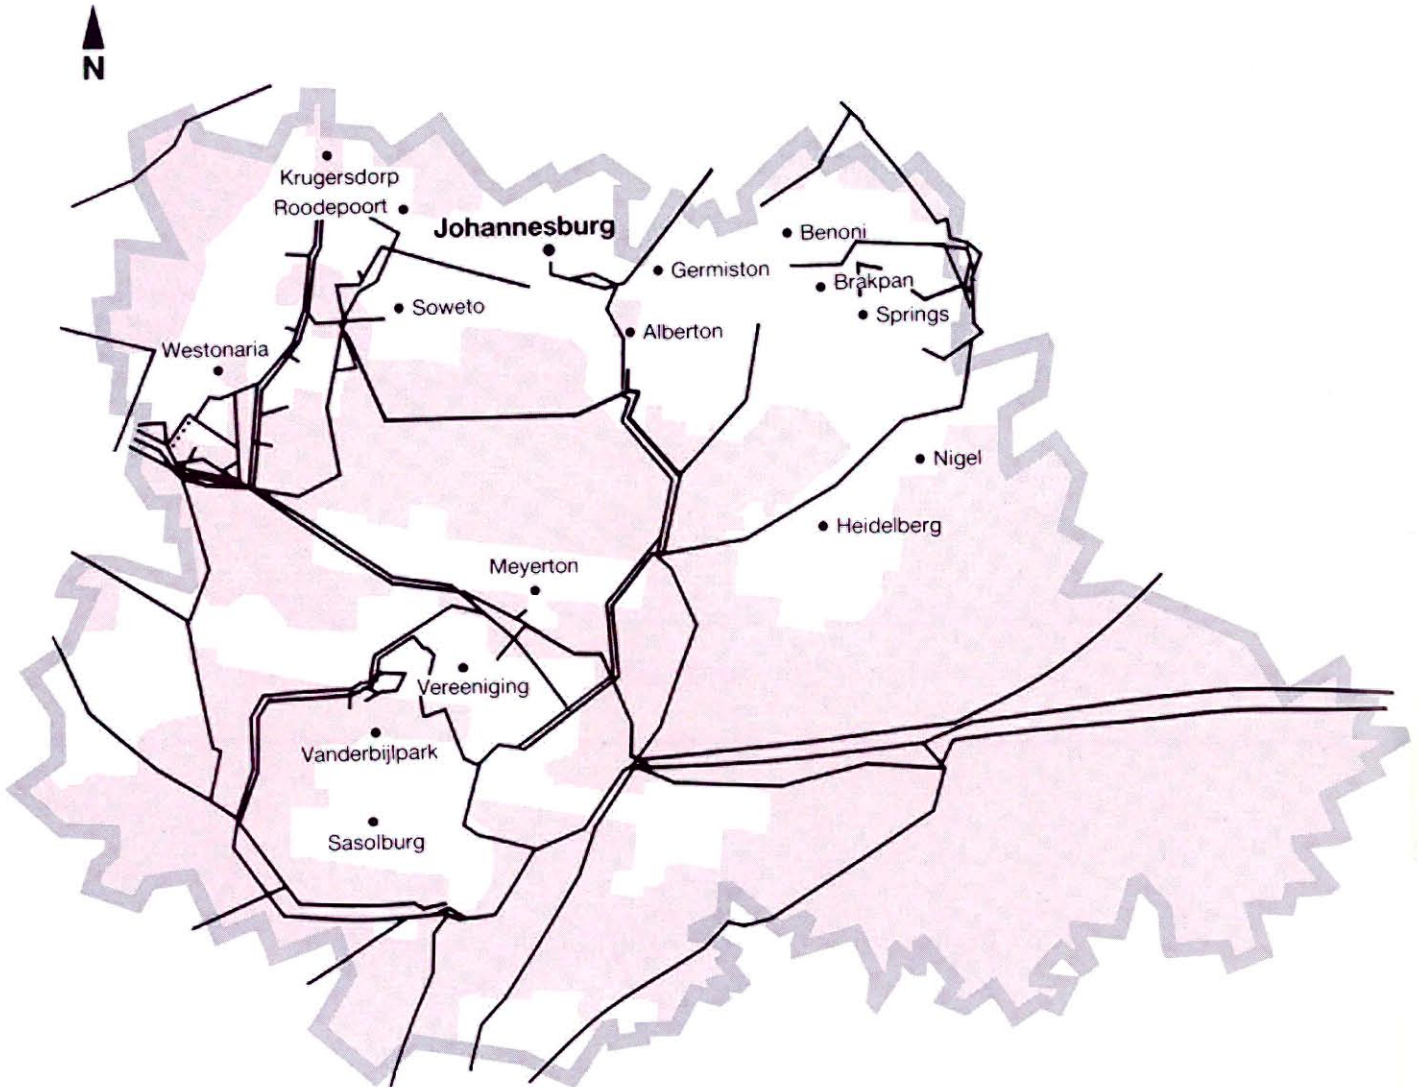 N
Krugersdorp
Roodepoort
Johannesburg
Benoni
Germiston
Brakpan
Soweto
Springs
Alberton
Westonaria
Nigel
Heidelberg
Meyerton
Vereeniging
Vanderbijlpark
Sasolburg